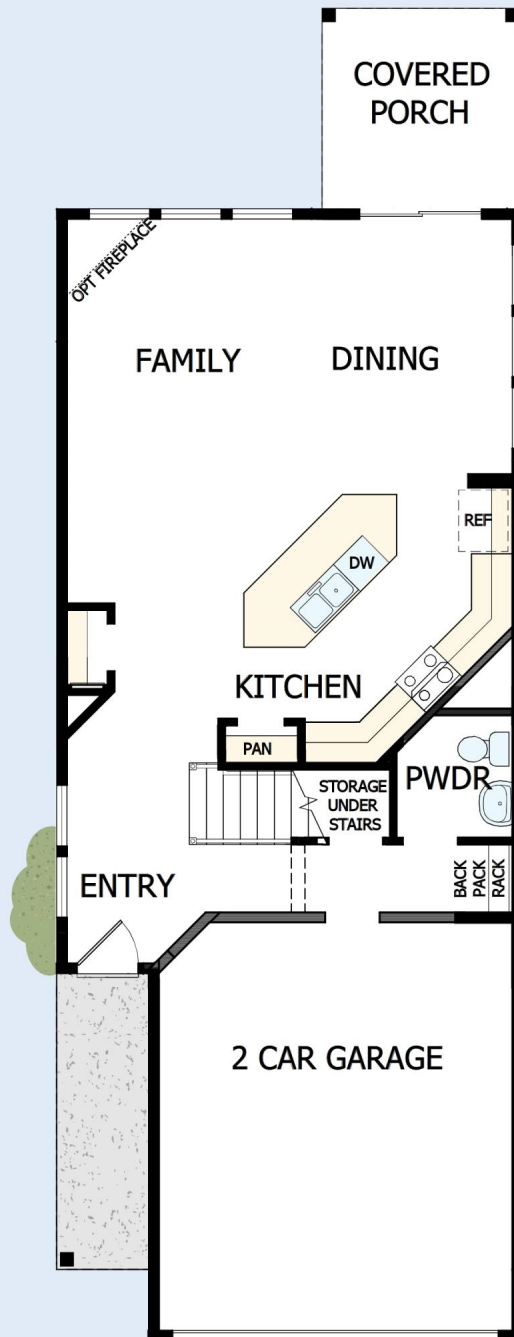 COVERED
PORCH
OPT FIREPLACE
FAMILY
DINING
REF
DW
KITCHEN
PAN
STORAGE
UNDER
STAIRS
PWDR
BACK
PACK
RACK
ENTRY
2 CAR GARAGE